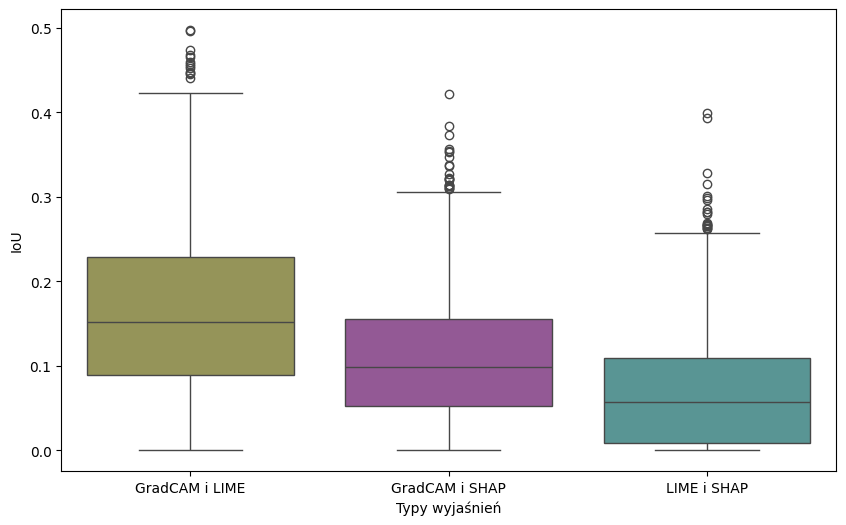 0.5
0.4
0.3
0.2
0.1
0.0
IoU
GradCAM i LIME
GradCAM i SHAP
LIME i SHAP
Typy wyjaśnień